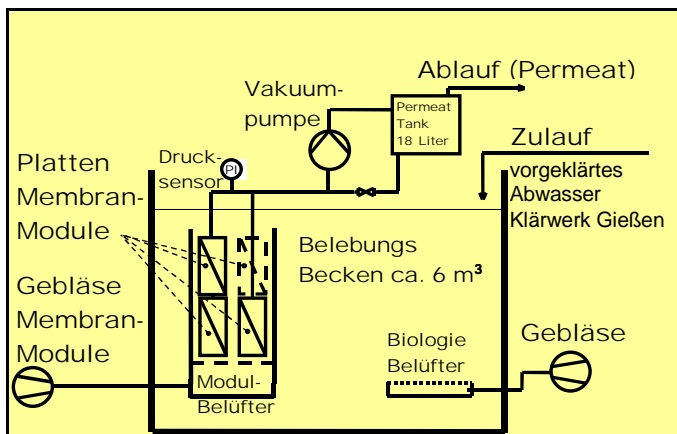 Ablauf (Permeat)
Vakuum-
pumpe
Permeat
Tank
18 Liter
Zulauf
vorgeklärtes
Abwasser
Klärwerk Gießen
Druck-
sensor
PI
Platten
Membran-
Module
Belebungs
Becken ca. 6 m³
Gebläse
Membran-
Module
Modul-
Belüfter
Biologie
Belüfter
Gebläse